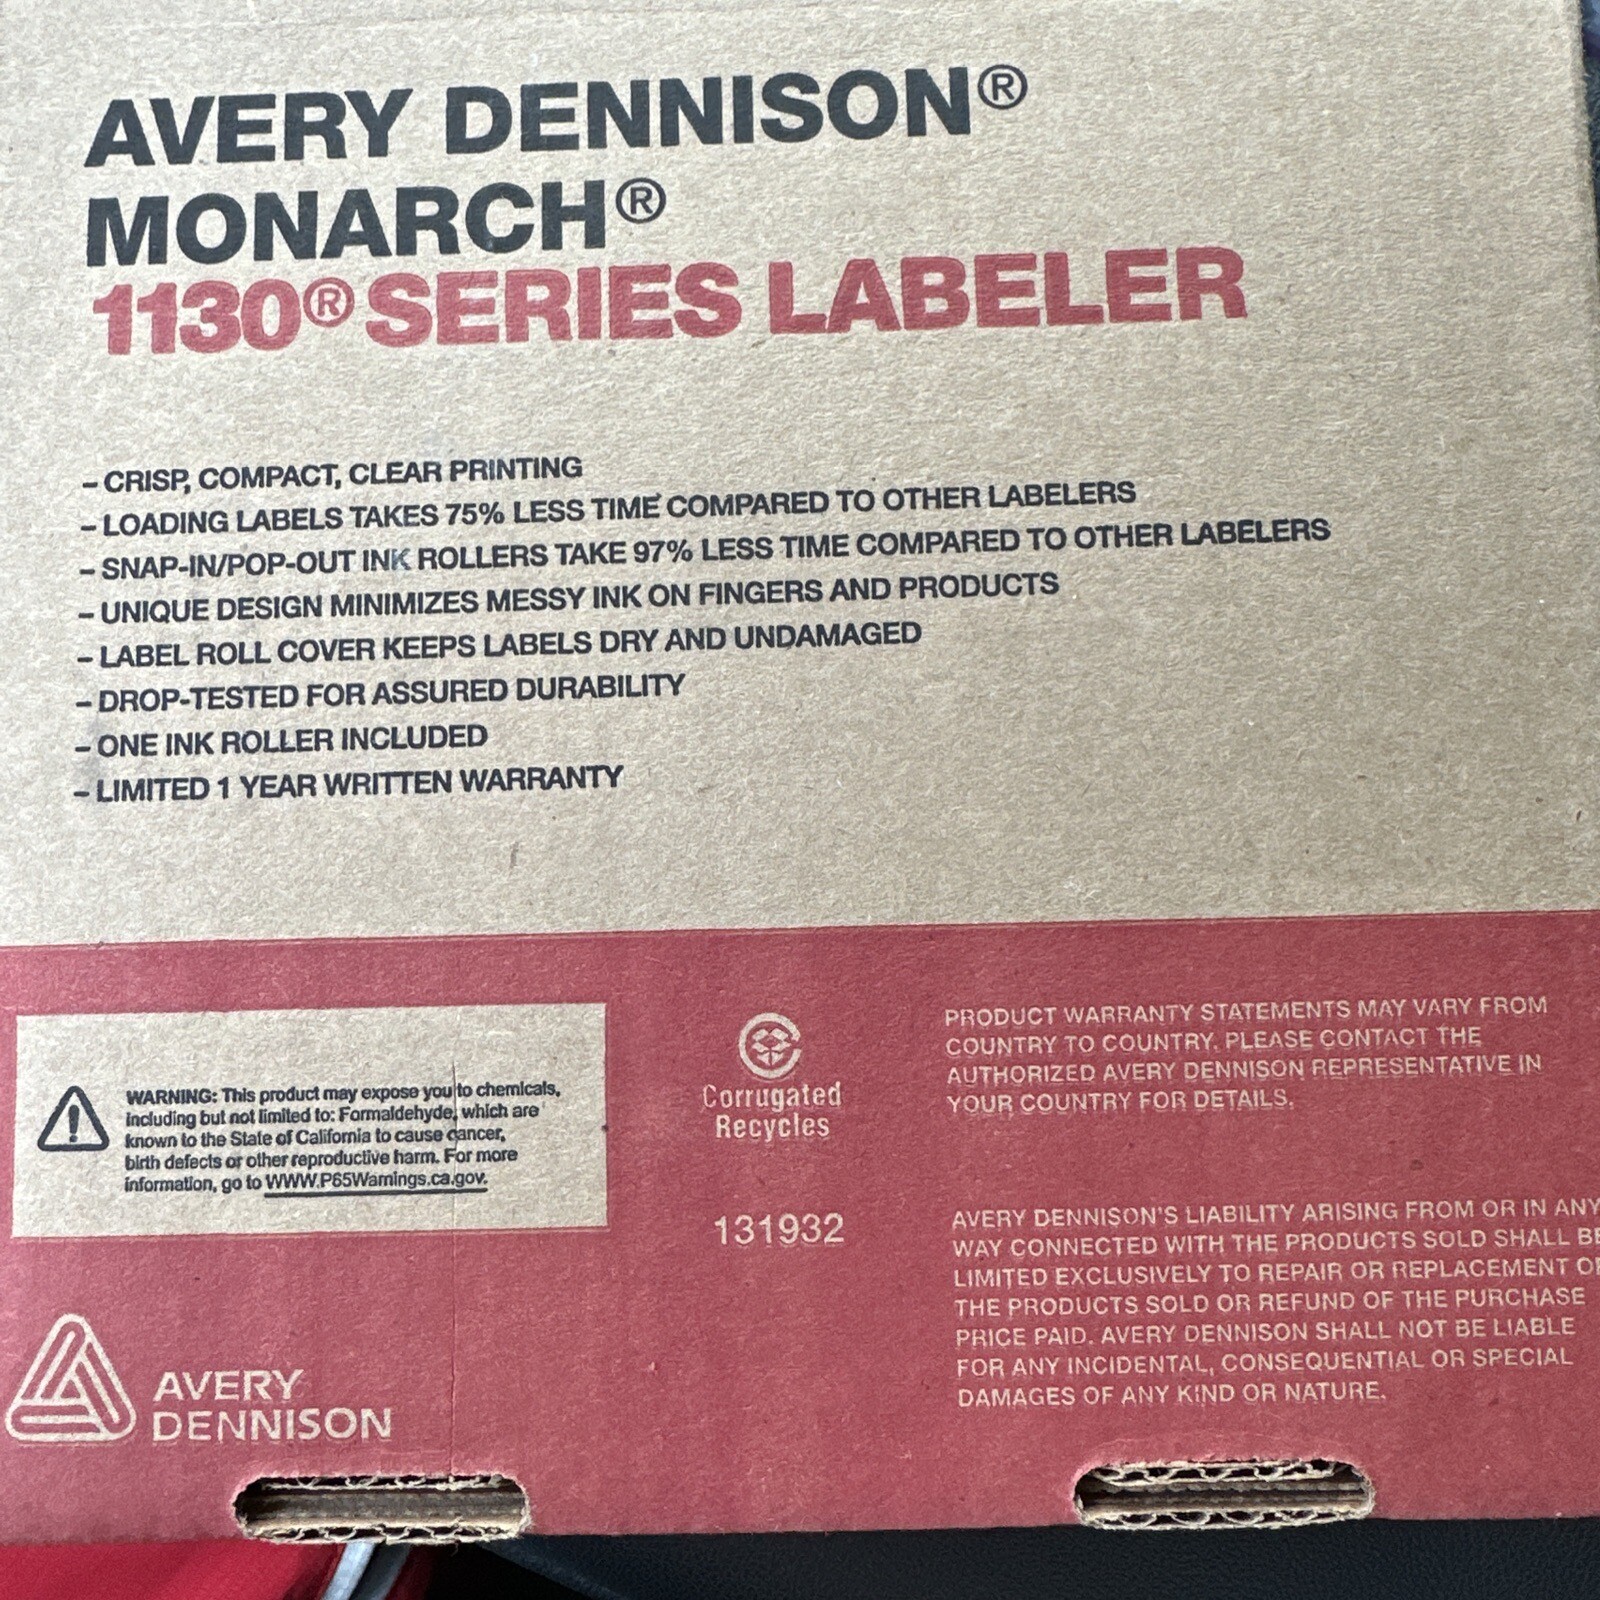 AVERY DENNISON®
MONARCH®
1130® SERIES LABELER
– CRISP, COMPACT, CLEAR PRINTING
– LOADING LABELS TAKES 75% LESS TIME COMPARED TO OTHER LABELERS
– SNAP-IN/POP-OUT INK ROLLERS TAKE 97% LESS TIME COMPARED TO OTHER LABELERS
– UNIQUE DESIGN MINIMIZES MESSY INK ON FINGERS AND PRODUCTS
– LABEL ROLL COVER KEEPS LABELS DRY AND UNDAMAGED
– DROP-TESTED FOR ASSURED DURABILITY
– ONE INK ROLLER INCLUDED
– LIMITED 1 YEAR WRITTEN WARRANTY
WARNING: This product may expose you to chemicals,
including but not limited to: Formaldehyde, which are
known to the State of California to cause cancer,
birth defects or other reproductive harm. For more
information, go to WWW.P65Warnings.ca.gov.
Corrugated
Recycles
131932
PRODUCT WARRANTY STATEMENTS MAY VARY FROM
COUNTRY TO COUNTRY. PLEASE CONTACT THE
AUTHORIZED AVERY DENNISON REPRESENTATIVE IN
YOUR COUNTRY FOR DETAILS.
AVERY DENNISON'S LIABILITY ARISING FROM OR IN ANY
WAY CONNECTED WITH THE PRODUCTS SOLD SHALL BE
LIMITED EXCLUSIVELY TO REPAIR OR REPLACEMENT OF
THE PRODUCTS SOLD OR REFUND OF THE PURCHASE
PRICE PAID. AVERY DENNISON SHALL NOT BE LIABLE
FOR ANY INCIDENTAL, CONSEQUENTIAL OR SPECIAL
DAMAGES OF ANY KIND OR NATURE.
AVERY
DENNISON